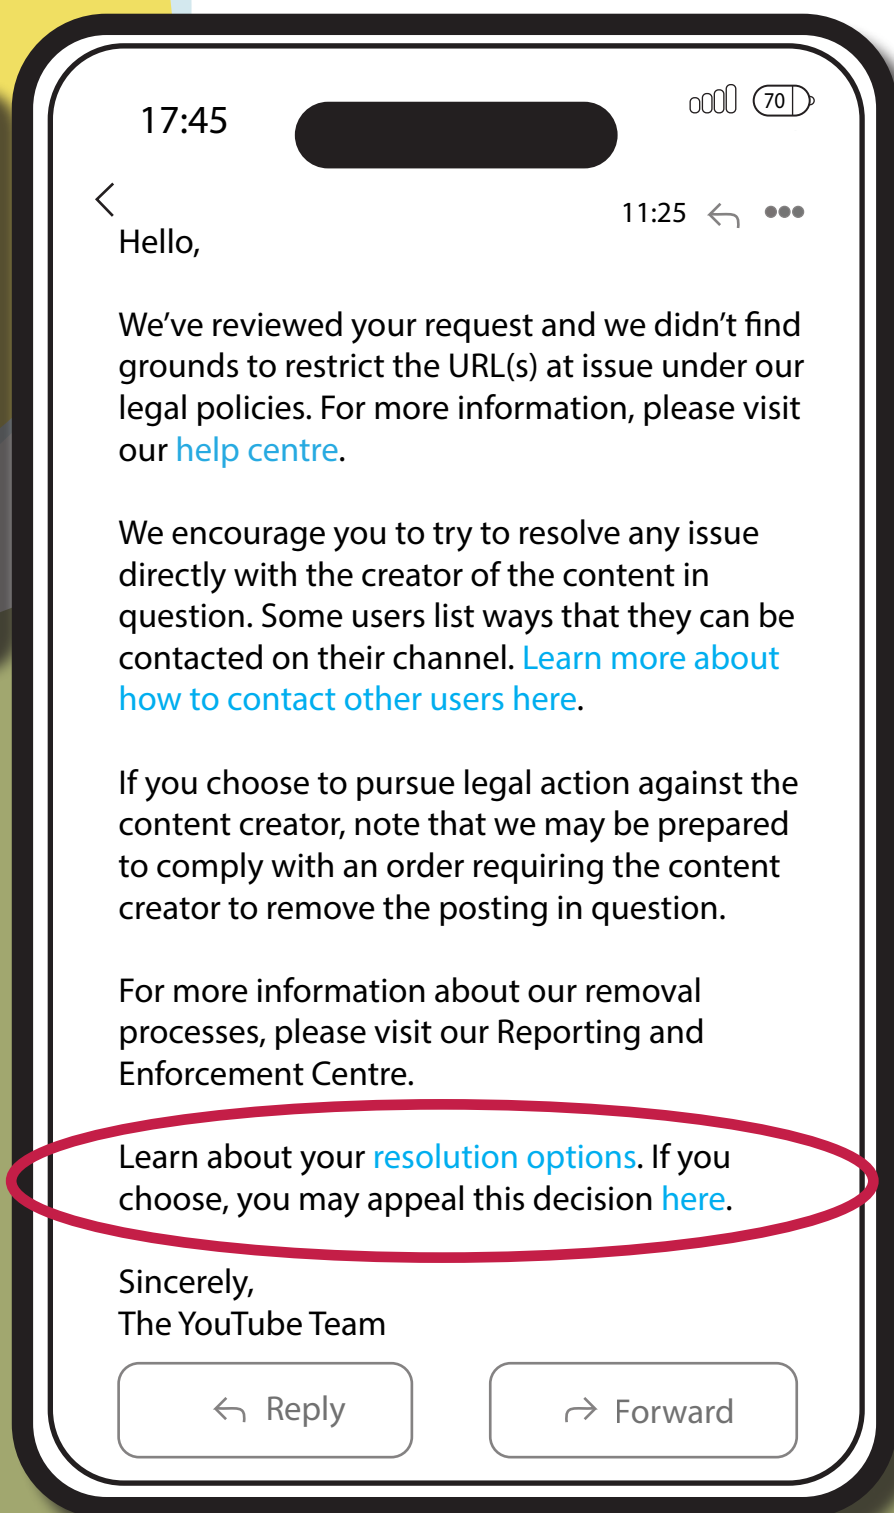 17:45
70
11:25
Hello,
We’ve reviewed your request and we didn’t find
grounds to restrict the URL(s) at issue under our
legal policies. For more information, please visit
our help centre.
We encourage you to try to resolve any issue
directly with the creator of the content in
question. Some users list ways that they can be
contacted on their channel. Learn more about
how to contact other users here.
If you choose to pursue legal action against the
content creator, note that we may be prepared
to comply with an order requiring the content
creator to remove the posting in question.
For more information about our removal
processes, please visit our Reporting and
Enforcement Centre.
Learn about your resolution options. If you
choose, you may appeal this decision here.
Sincerely,
The YouTube Team
Reply
Forward